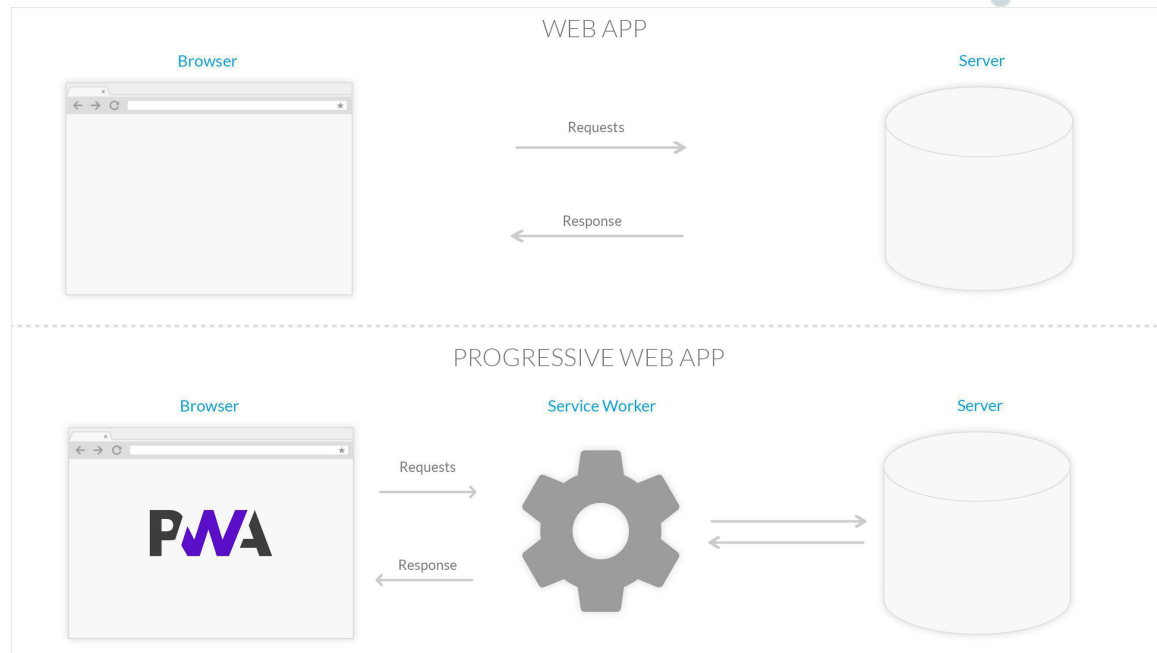 WEB APP
Browser
Server
Requests
Response
PROGRESSIVE WEB APP
Browser
Service Worker
Server
Requests
PWA
Response